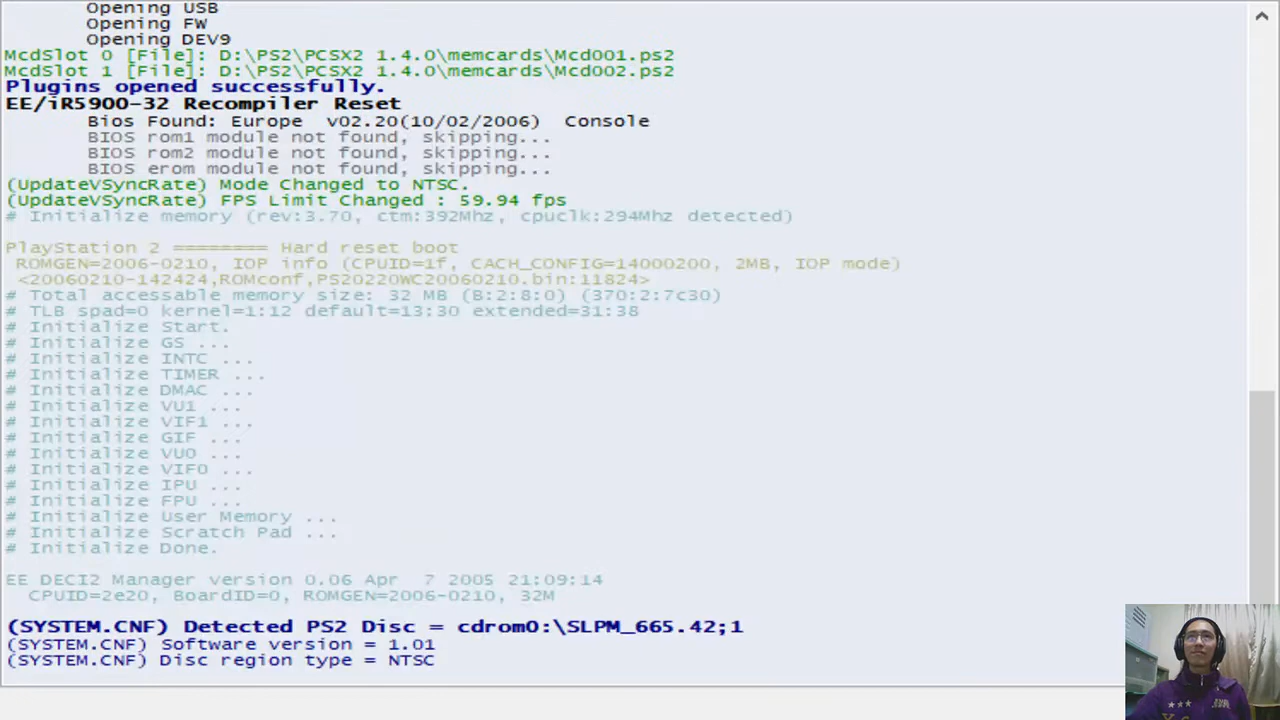 Opening USB
Opening FW
Opening DEV9
McdSlot 0 [File]: D:\PS2\PCSX2 1.4.0\memcards\Mcd001.ps2
McdSlot 1 [File]: D:\PS2\PCSX2 1.4.0\memcards\Mcd002.ps2
Plugins opened successfully.
EE/iR5900-32 Recompiler Reset
Bios Found: Europe v02.20(10/02/2006) Console
BIOS rom1 module not found, skipping...
BIOS rom2 module not found, skipping...
BIOS erom module not found, skipping...
(UpdateVSyncRate) Mode Changed to NTSC.
(UpdateVSyncRate) FPS Limit Changed : 59.94 fps
# Initialize memory (rev:3.70, ctm:392Mhz, cpuclk:294Mhz detected)
PlayStation 2 ======== Hard reset boot
ROMGEN=2006-0210, IOP info (CPUID=1f, CACH_CONFIG=14000200, 2MB, IOP mode)
<20060210-142424,ROMconf,PS20220WC20060210.bin:11824>
# Total accessable memory size: 32 MB (B:2:8:0) (370:2:7c30)
# TLB spad=0 kernel=1:12 default=13:30 extended=31:38
# Initialize Start.
# Initialize GS ...
# Initialize INTC ...
# Initialize TIMER ...
# Initialize DMAC ...
# Initialize VU1 ...
# Initialize VIF1 ...
# Initialize GIF ...
# Initialize VU0 ...
# Initialize VIF0 ...
# Initialize IPU ...
# Initialize FPU ...
# Initialize User Memory ...
# Initialize Scratch Pad ...
# Initialize Done.
EE DECI2 Manager version 0.06 Apr 7 2005 21:09:14
CPUID=2e20, BoardID=0, ROMGEN=2006-0210, 32M
(SYSTEM.CNF) Detected PS2 Disc = cdrom0:\SLPM_665.42;1
(SYSTEM.CNF) Software version = 1.01
(SYSTEM.CNF) Disc region type = NTSC